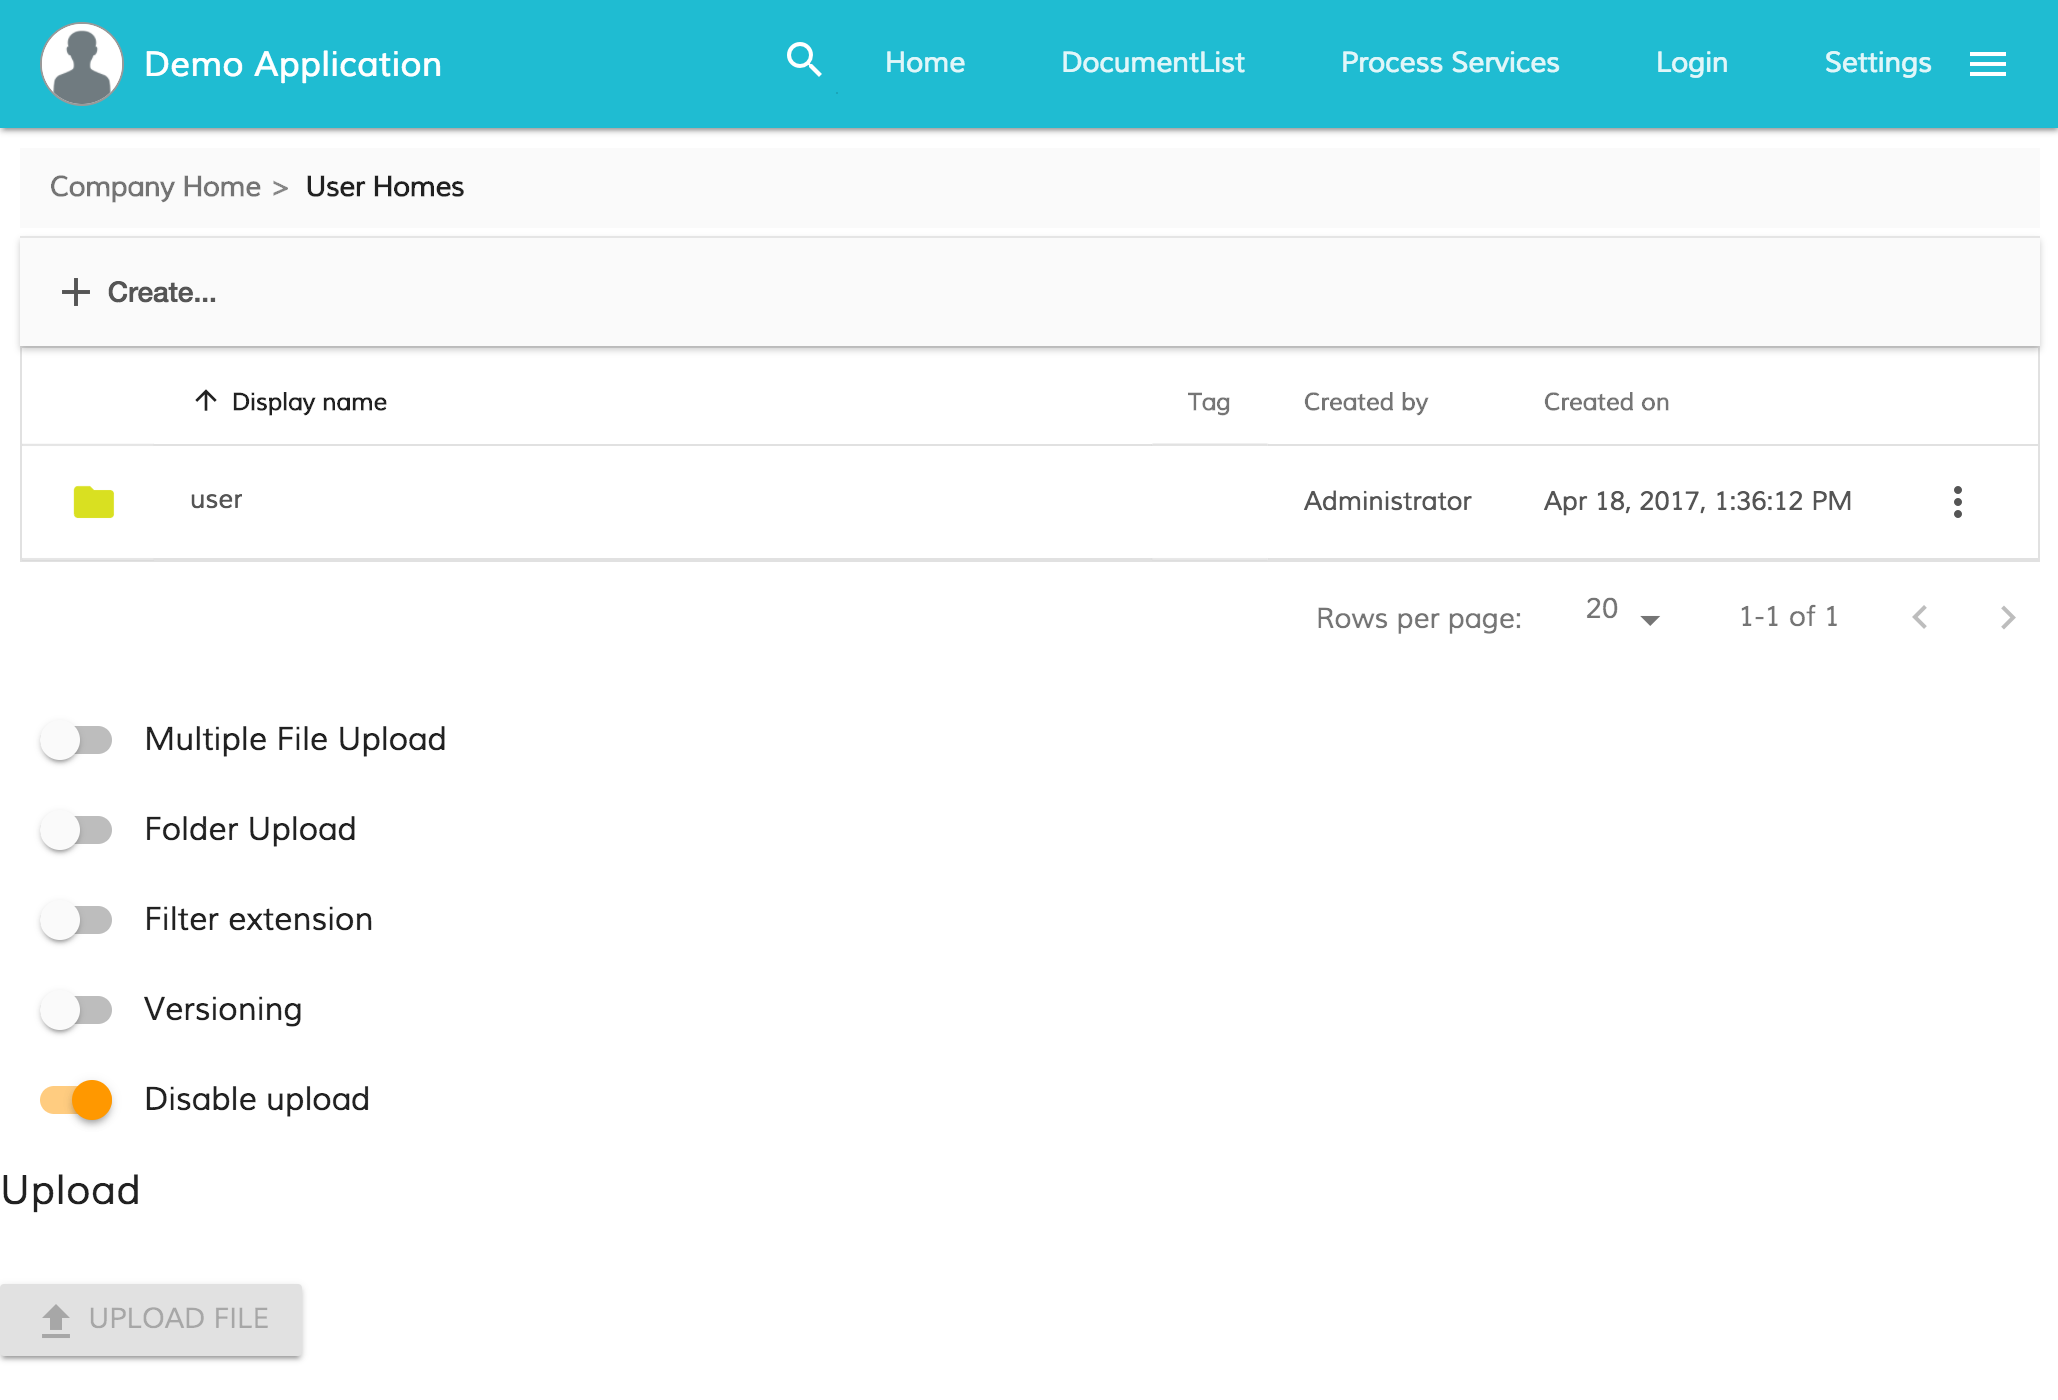 Demo Application
Home
DocumentList
Process Services
Login
Settings
Company Home > User Homes
Create...
Display name
Tag
Created by
Created on
user
Administrator
Apr 18, 2017, 1:36:12 PM
Rows per page:
20
1-1 of 1
Multiple File Upload
Folder Upload
Filter extension
Versioning
Disable upload
Upload
UPLOAD FILE